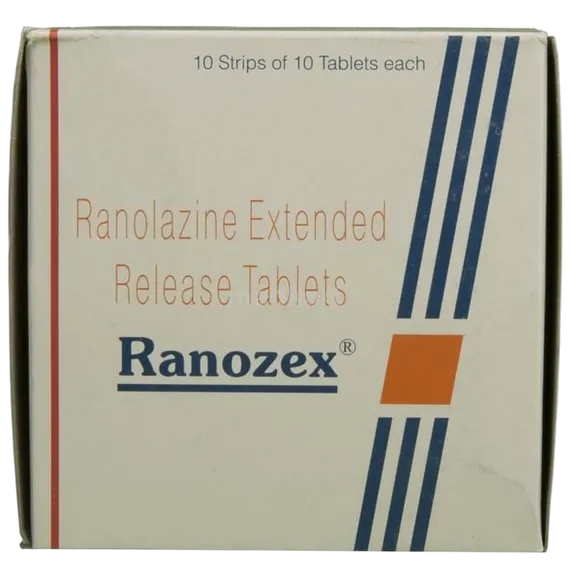 10 Strips of 10 Tablets each
Ranolazine Extended
Release Tablets
Ranozex®